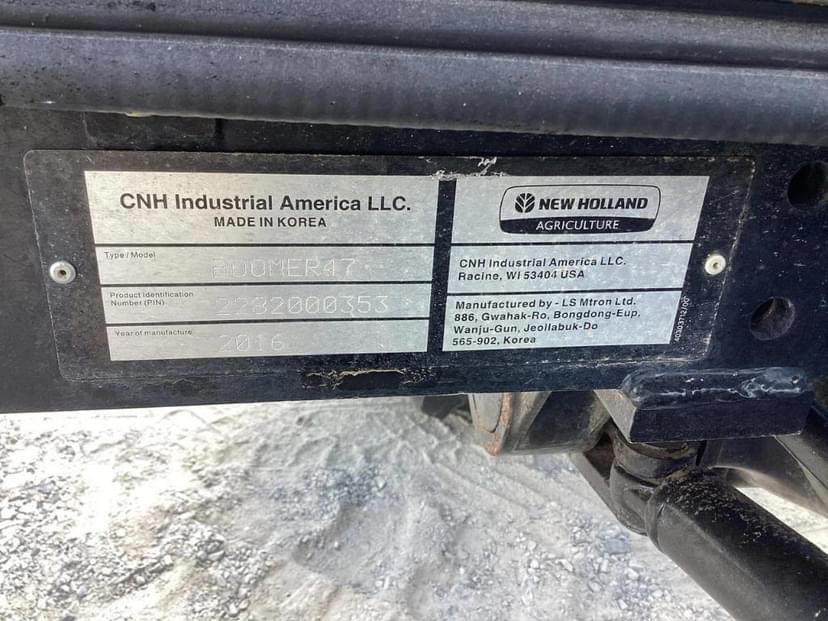 CNH Industrial America LLC.
MADE IN KOREA
Type / Model
BOOMER47
Product identification
Number (PIN)
2292000353
Year of manufacture
2016
NEW HOLLAND
AGRICULTURE
CNH Industrial America LLC.
Racine, WI 53404 USA
Manufactured by - LS Mtron Ltd.
886, Gwahak-Ro, Bongdong-Eup,
Wanju-Gun, Jeollabuk-Do
565-902, Korea